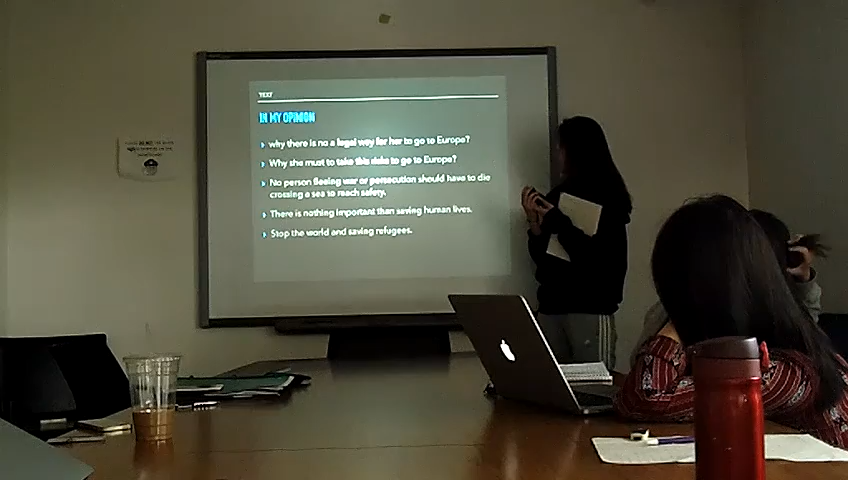 TEXT
IN MY OPINION
why there is no a legal way for her to go to Europe?
Why she must to take this risks to go to Europe?
No person fleeing war or persecution should have to die
crossing a sea to reach safety.
There is nothing important than saving human lives.
Stop the world and saving refugees.